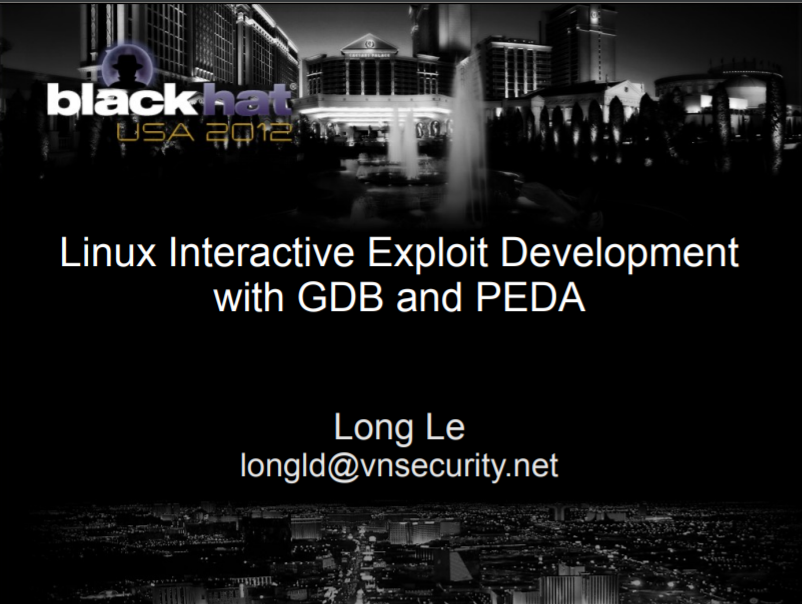 blackhat®
USA 2012
Linux Interactive Exploit Development
with GDB and PEDA
Long Le
longld@vnsecurity.net